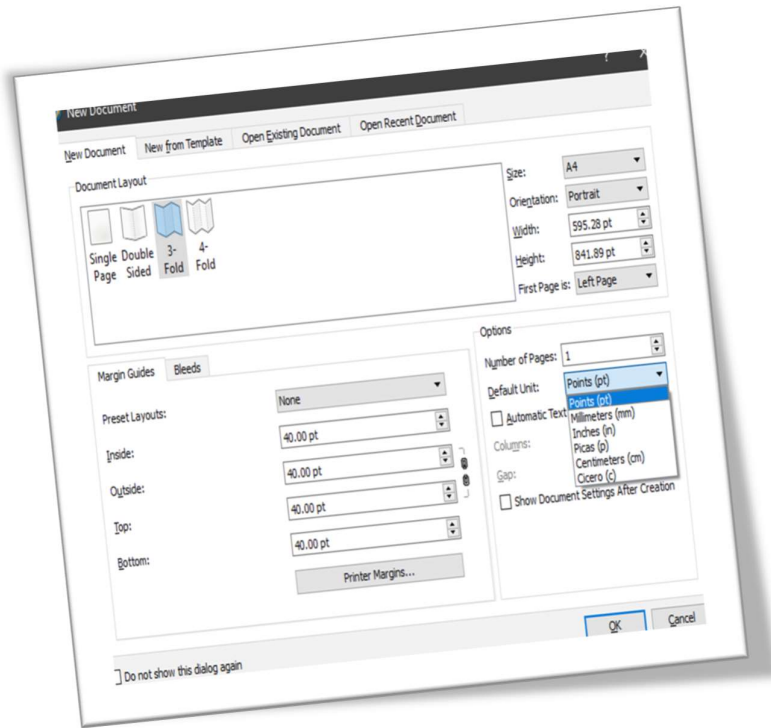 New Document
? X
New Document New from Template Open Existing Document Open Recent Document
Document Layout
Single Page
Double Sided
3-Fold
4-Fold
Size: A4
Orientation: Portrait
Width: 595.28 pt
Height: 841.89 pt
First Page is: Left Page
Margin Guides Bleeds
Preset Layouts: None
Inside: 40.00 pt
Outside: 40.00 pt
Top: 40.00 pt
Bottom: 40.00 pt
Printer Margins...
Options
Number of Pages: 1
Default Unit: Points (pt)
Points (pt)
Millimeters (mm)
Inches (in)
Picas (p)
Centimeters (cm)
Cicero (c)
Automatic Text
Columns:
Gap:
Show Document Settings After Creation
Do not show this dialog again
OK Cancel